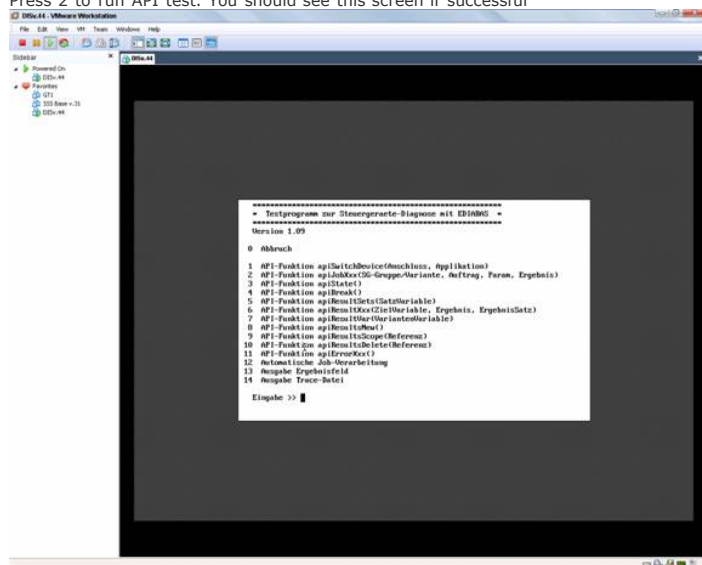 Press 2 to run API test. You should see this screen if successful
DISv.44 - VMware Workstation
File Edit View VM Team Windows Help
Sidebar
DISv.44
Powered On
DISv.44
Favorites
GT1
SSS Base v.31
DISv.44
* Testprogramm zur Steuergeraete-Diagnose mit EDIABAS *
Version 1.09
0 Abbruch
1 API-Funktion apiSwitchDevice(Anschluss, Applikation)
2 API-Funktion apiJobXxx(SG-Gruppe/Variante, Auftrag, Param, Ergebnis)
3 API-Funktion apiState()
4 API-Funktion apiBreak()
5 API-Funktion apiResultSets(SatzVariable)
6 API-Funktion apiResultXxx(ZielVariable, Ergebnis, ErgebnisSatz)
7 API-Funktion apiResultVar(VariantenVariable)
8 API-Funktion apiResultsNew()
9 API-Funktion apiResultsScope(Referenz)
10 API-Funktion apiResultsDelete(Referenz)
11 API-Funktion apiErrorXxx()
12 Automatische Job-Verarbeitung
13 Ausgabe Ergebnisfeld
14 Ausgabe Trace-Datei
Eingabe >>